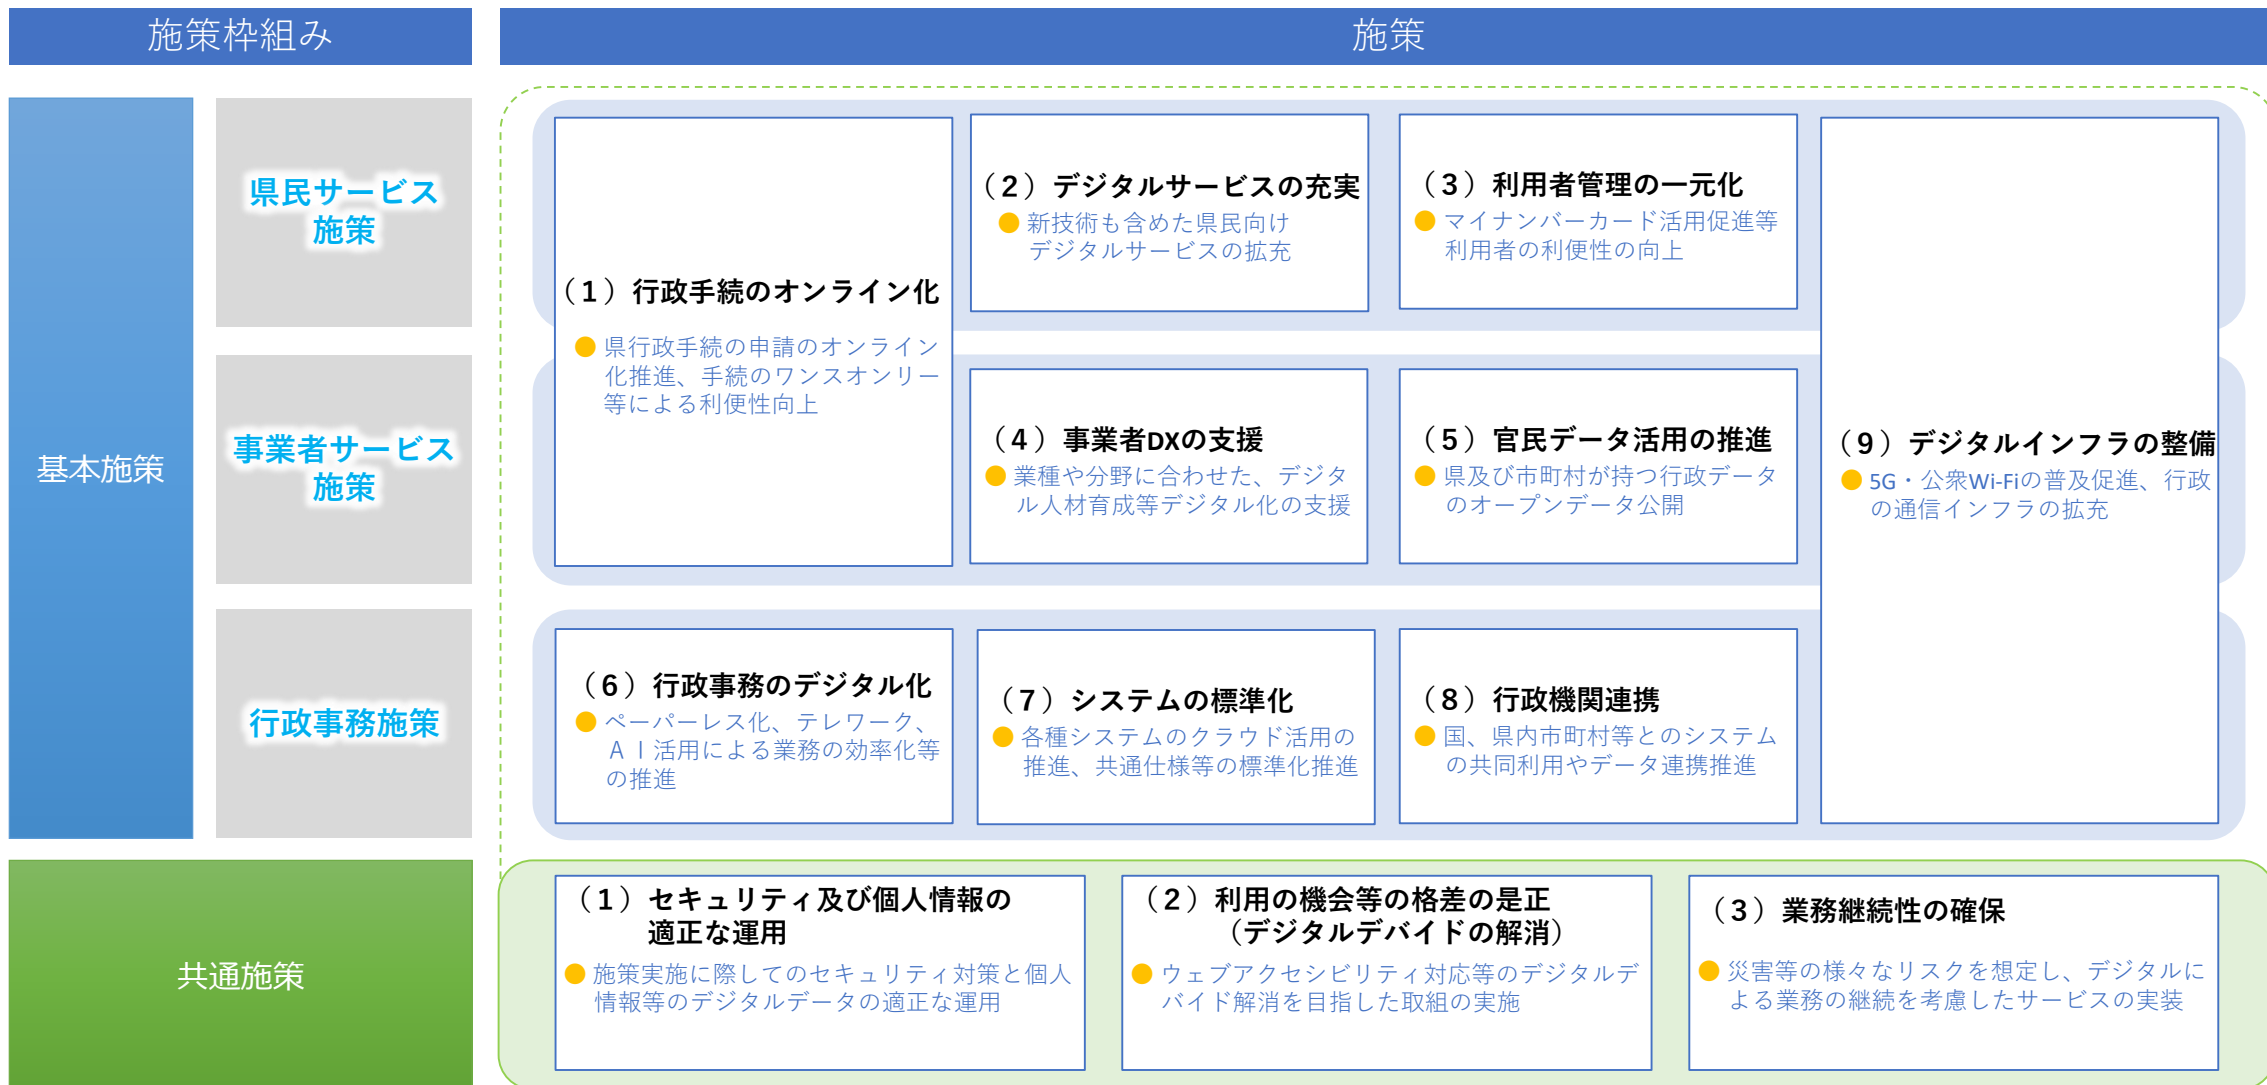 施策枠組み
施策
基本施策
県民サービス
施策
事業者サービス
施策
行政事務施策
(1)行政手続のオンライン化
●県行政手続の申請のオンライン
化推進、手続のワンスオンリー
等による利便性向上
(2)デジタルサービスの充実
●新技術も含めた県民向け
デジタルサービスの拡充
(3)利用者管理の一元化
●マイナンバーカード活用促進等
利用者の利便性の向上
(4)事業者DXの支援
●業種や分野に合わせた、デジタ
ル人材育成等デジタル化の支援
(5)官民データ活用の推進
●県及び市町村が持つ行政データ
のオープンデータ公開
(6)行政事務のデジタル化
●ペーパーレス化、テレワーク、
AI活用による業務の効率化等
の推進
(7)システムの標準化
●各種システムのクラウド活用の
推進、共通仕様等の標準化推進
(8)行政機関連携
●国、県内市町村等とのシステム
の共同利用やデータ連携推進
(9)デジタルインフラの整備
●5G・公衆Wi-Fiの普及促進、行政
の通信インフラの拡充
共通施策
(1)セキュリティ及び個人情報の
適正な運用
●施策実施に際してのセキュリティ対策と個人
情報等のデジタルデータの適正な運用
(2)利用の機会等の格差の是正
(デジタルデバイドの解消)
●ウェブアクセシビリティ対応等のデジタルデ
バイド解消を目指した取組の実施
(3)業務継続性の確保
●災害等の様々なリスクを想定し、デジタルに
よる業務の継続を考慮したサービスの実装